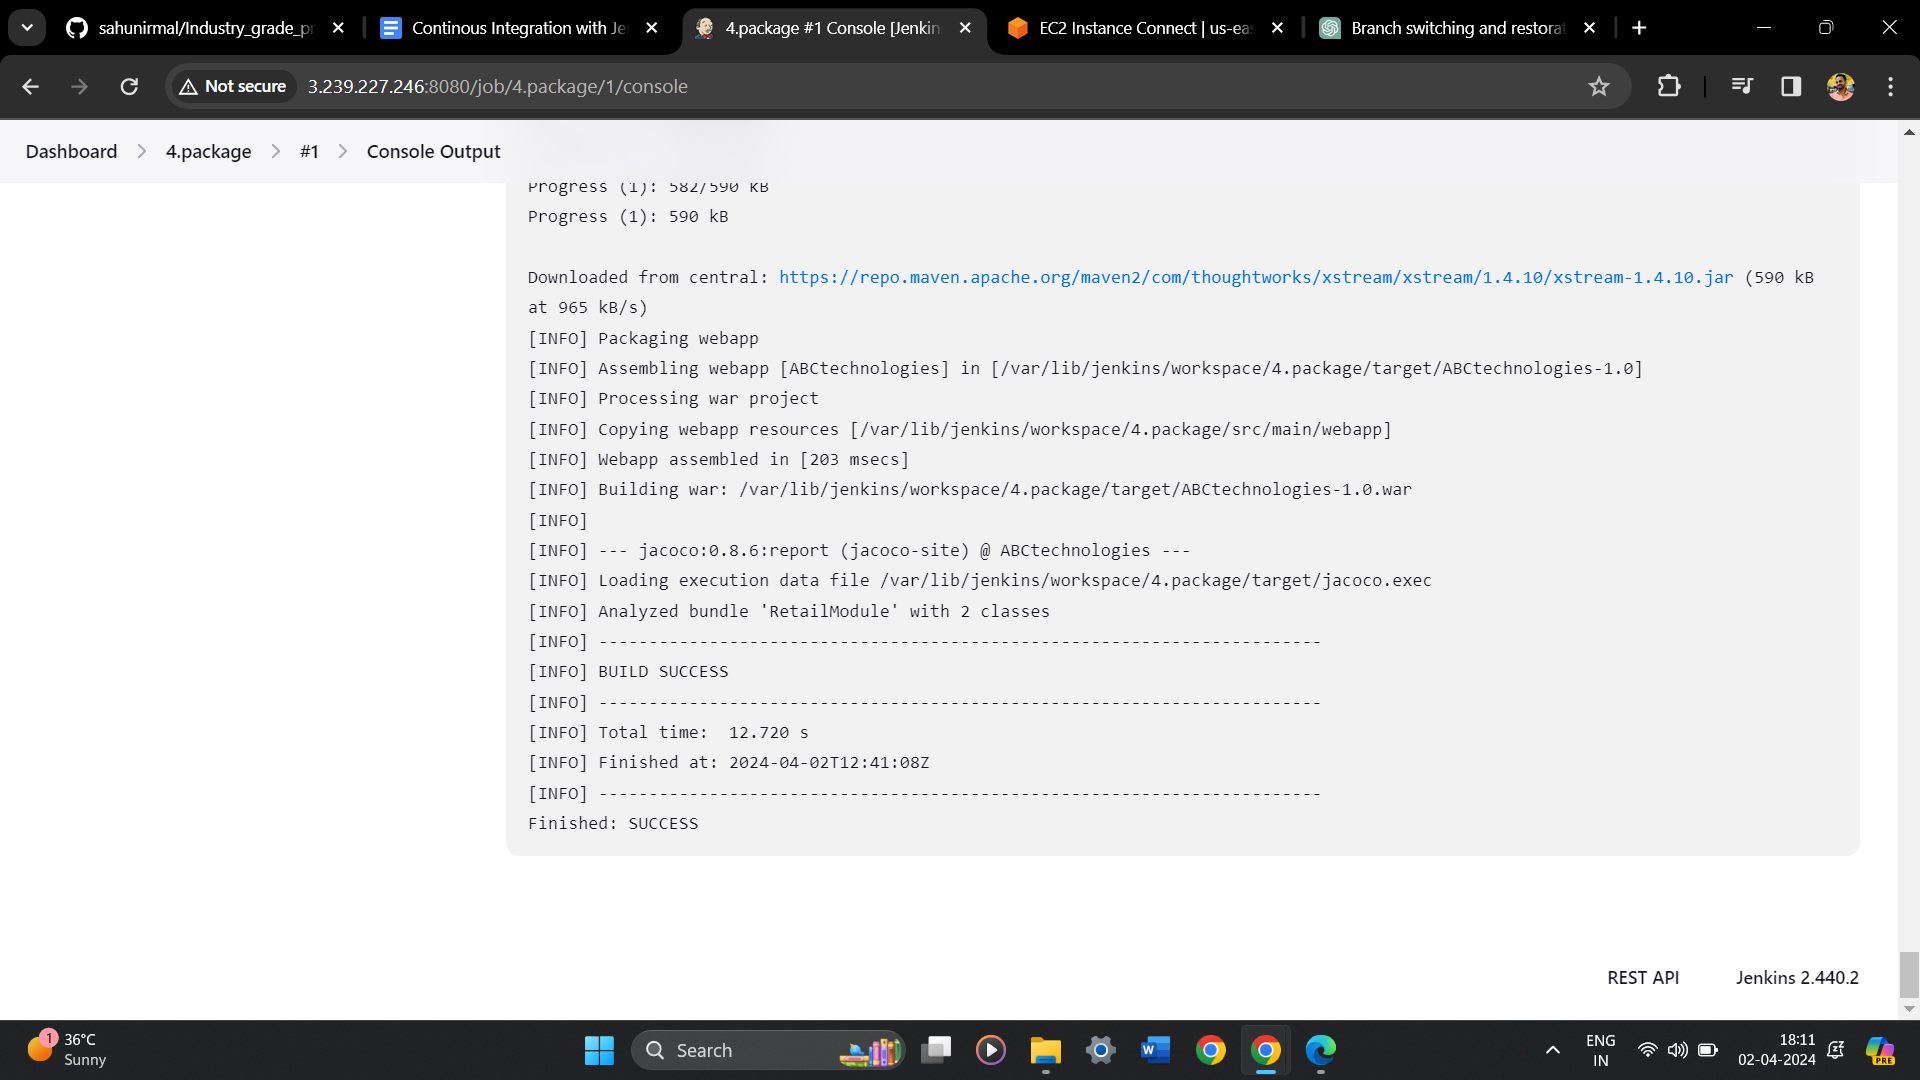 sahunirmal/Industry_grade_pr
Continous Integration with Je
4.package #1 Console [Jenkin
EC2 Instance Connect | us-eas
Branch switching and restorat
Not secure
3.239.227.246:8080/job/4.package/1/console
Dashboard > 4.package > #1 > Console Output
Progress (1): 582/590 kB
Progress (1): 590 kB
Downloaded from central: https://repo.maven.apache.org/maven2/com/thoughtworks/xstream/xstream/1.4.10/xstream-1.4.10.jar (590 kB
at 965 kB/s)
[INFO] Packaging webapp
[INFO] Assembling webapp [ABCtechnologies] in [/var/lib/jenkins/workspace/4.package/target/ABCtechnologies-1.0]
[INFO] Processing war project
[INFO] Copying webapp resources [/var/lib/jenkins/workspace/4.package/src/main/webapp]
[INFO] Webapp assembled in [203 msecs]
[INFO] Building war: /var/lib/jenkins/workspace/4.package/target/ABCtechnologies-1.0.war
[INFO]
[INFO] --- jacoco:0.8.6:report (jacoco-site) @ ABCtechnologies ---
[INFO] Loading execution data file /var/lib/jenkins/workspace/4.package/target/jacoco.exec
[INFO] Analyzed bundle 'RetailModule' with 2 classes
[INFO] ------------------------------------------------------------------------
[INFO] BUILD SUCCESS
[INFO] ------------------------------------------------------------------------
[INFO] Total time:  12.720 s
[INFO] Finished at: 2024-04-02T12:41:08Z
[INFO] ------------------------------------------------------------------------
Finished: SUCCESS
REST API
Jenkins 2.440.2
1
36°C
Sunny
Search
W
ENG
IN
18:11
02-04-2024
PRE